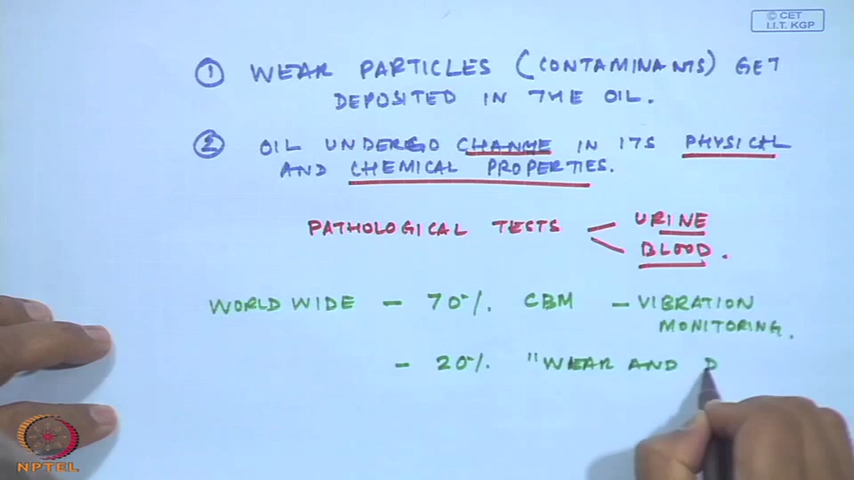 © CET
I.I.T. KGP
① WEAR PARTICLES (CONTAMINANTS) GET
DEPOSITED IN THE OIL.
② OIL UNDERGO CHANGE IN ITS PHYSICAL
AND CHEMICAL PROPERTIES.
PATHOLOGICAL TESTS URINE
BLOOD.
WORLD WIDE - 70%. CBM - VIBRATION
MONITORING.
- 20%. "WEAR AND D
NPTEL